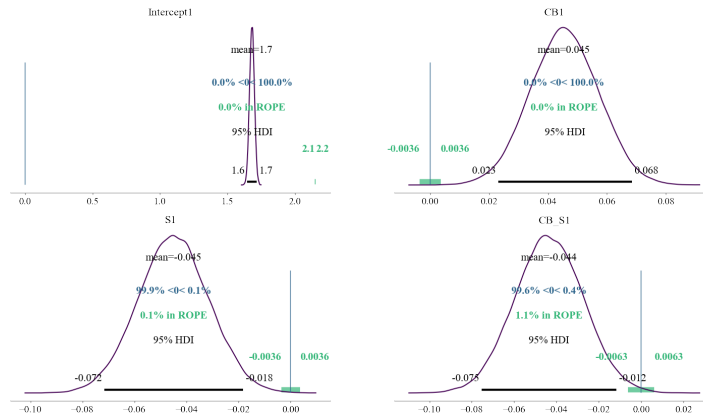 Intercept1
mean=1.7
0.0% <0< 100.0%
0.0% in ROPE
95% HDI
2.1 2.2
1.6 1.7
0.0 0.5 1.0 1.5 2.0
CB1
mean=0.045
0.0% <0< 100.0%
0.0% in ROPE
95% HDI
-0.0036 0.0036
0.023 0.068
0.00 0.02 0.04 0.06 0.08
S1
mean=-0.045
99.9% <0< 0.1%
0.1% in ROPE
95% HDI
-0.0036 0.0036
-0.072 -0.018
−0.10 −0.08 −0.06 −0.04 −0.02 0.00
CB_S1
mean=-0.044
99.6% <0< 0.4%
1.1% in ROPE
95% HDI
-0.0063 0.0063
-0.075 -0.012
−0.10 −0.08 −0.06 −0.04 −0.02 0.00 0.02